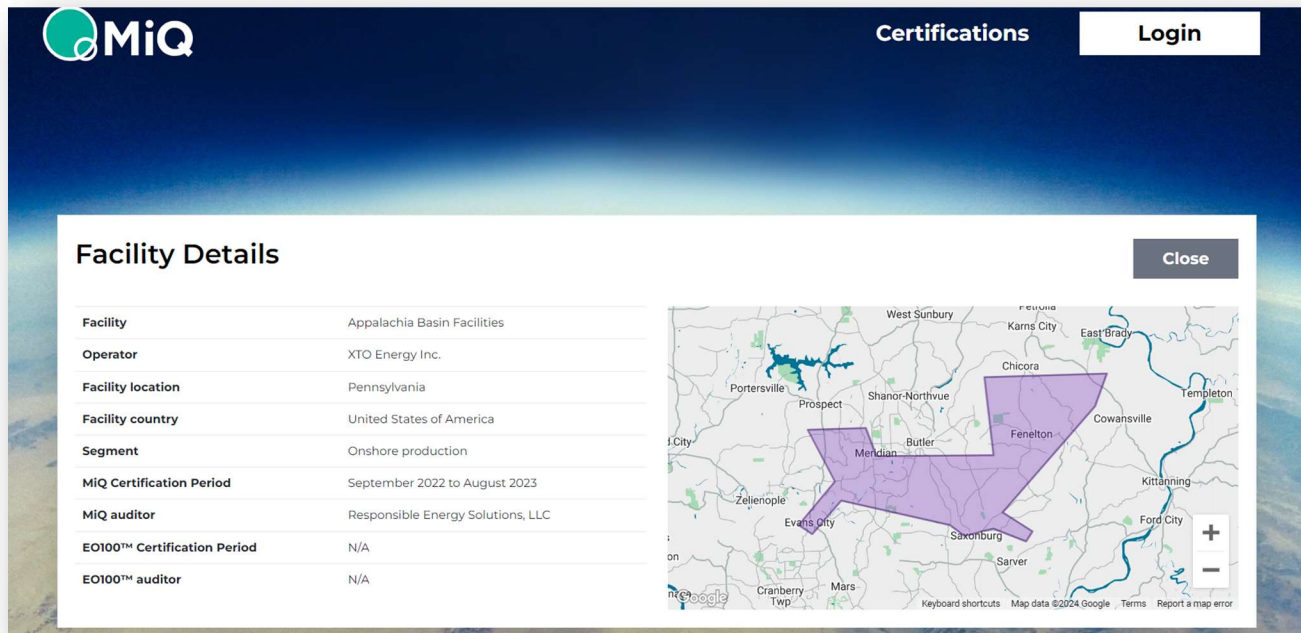 MiQ
Certifications
Login
Facility Details
Close
Facility Appalachia Basin Facilities
Operator XTO Energy Inc.
Facility location Pennsylvania
Facility country United States of America
Segment Onshore production
MiQ Certification Period September 2022 to August 2023
MiQ auditor Responsible Energy Solutions, LLC
EO100™ Certification Period N/A
EO100™ auditor N/A
West Sunbury
Karns City
East Brady
Chicora
Portersville
Shanor-Northvue
Templeton
Prospect
Cowansville
Fenelton
Butler
City
Meridian
Kittanning
Zelienople
Evans City
Ford City
Saxonburg
Sarver
Mars
Cranberry
Twp
Google
+
−
Keyboard shortcuts Map data ©2024 Google Terms Report a map error